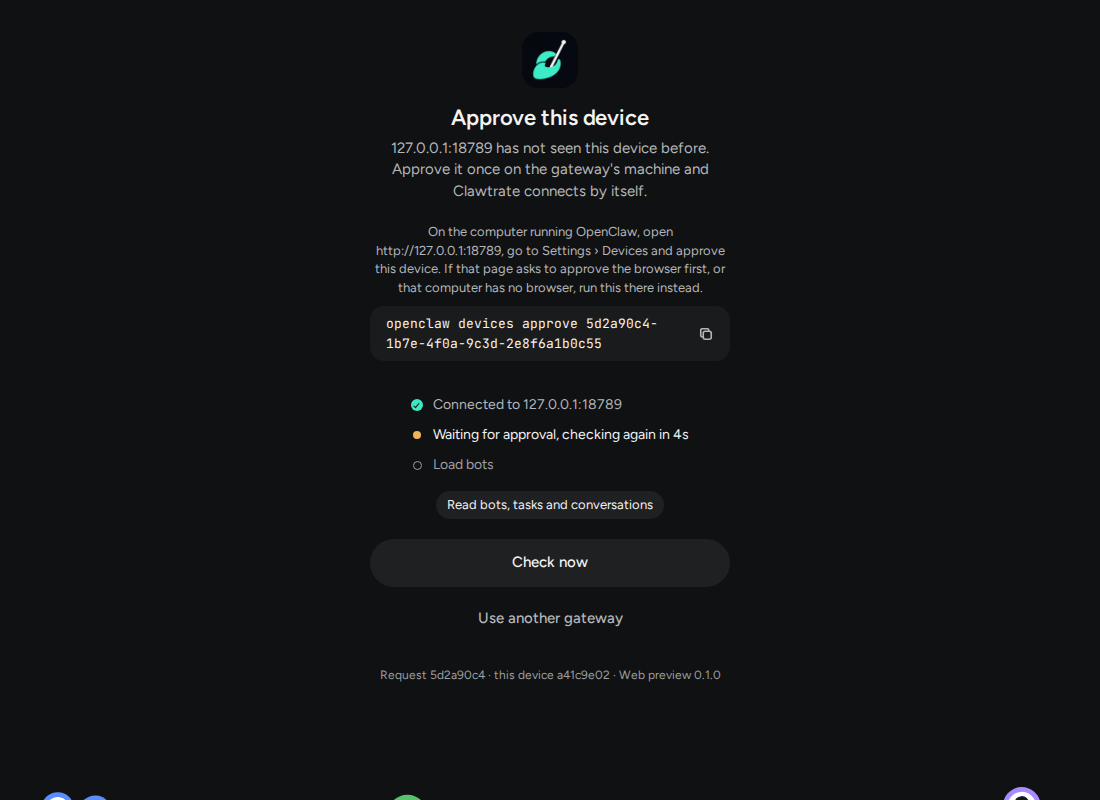 Approve this device
127.0.0.1:18789 has not seen this device before.
Approve it once on the gateway's machine and
Clawtrate connects by itself.
On the computer running OpenClaw, open
http://127.0.0.1:18789, go to Settings › Devices and approve
this device. If that page asks to approve the browser first, or
that computer has no browser, run this there instead.
openclaw devices approve 5d2a90c4-
1b7e-4f0a-9c3d-2e8f6a1b0c55
Connected to 127.0.0.1:18789
Waiting for approval, checking again in 4s
Load bots
Read bots, tasks and conversations
Check now
Use another gateway
Request 5d2a90c4 · this device a41c9e02 · Web preview 0.1.0